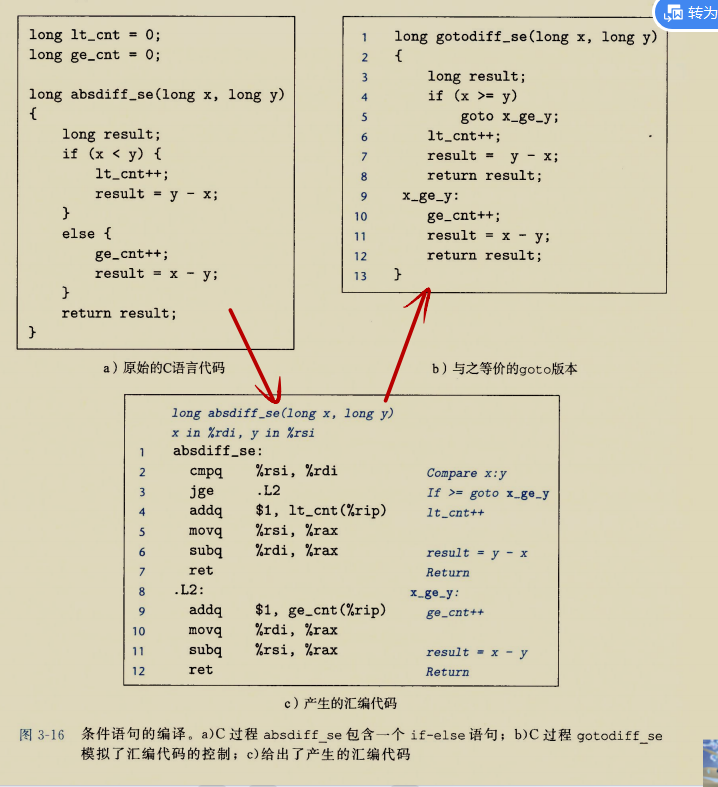 转为
long lt_cnt = 0;
long ge_cnt = 0;
long absdiff_se(long x, long y)
{
    long result;
    if (x < y) {
        lt_cnt++;
        result = y - x;
    }
    else {
        ge_cnt++;
        result = x - y;
    }
    return result;
}
a）原始的C语言代码
1 long gotodiff_se(long x, long y)
2 {
3     long result;
4     if (x >= y)
5         goto x_ge_y;
6     lt_cnt++;
7     result =  y - x;
8     return result;
9  x_ge_y:
10     ge_cnt++;
11     result = x - y;
12     return result;
13 }
b）与之等价的goto版本
long absdiff_se(long x, long y)
x in %rdi, y in %rsi
1 absdiff_se:
2   cmpq    %rsi, %rdi    Compare x:y
3   jge     .L2    If >= goto x_ge_y
4   addq    $1, lt_cnt(%rip)    lt_cnt++
5   movq    %rsi, %rax
6   subq    %rdi, %rax    result = y - x
7   ret    Return
8 .L2:    x_ge_y:
9   addq    $1, ge_cnt(%rip)    ge_cnt++
10   movq    %rdi, %rax
11   subq    %rsi, %rax    result = x - y
12   ret    Return
c）产生的汇编代码
图 3-16 条件语句的编译。a)C 过程 absdiff_se 包含一个 if-else 语句；b)C 过程 gotodiff_se
模拟了汇编代码的控制；c)给出了产生的汇编代码